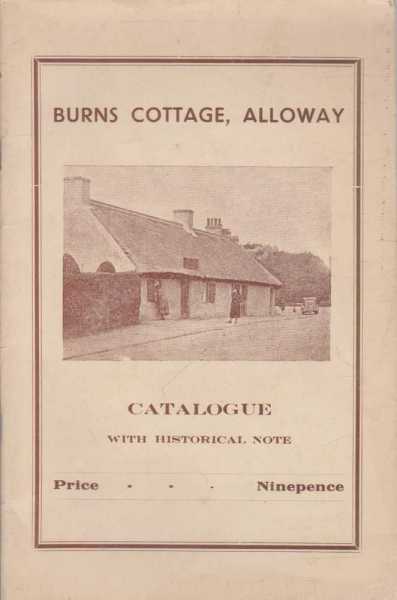 BURNS COTTAGE, ALLOWAY
CATALOGUE
WITH HISTORICAL NOTE
Price - - - Ninepence